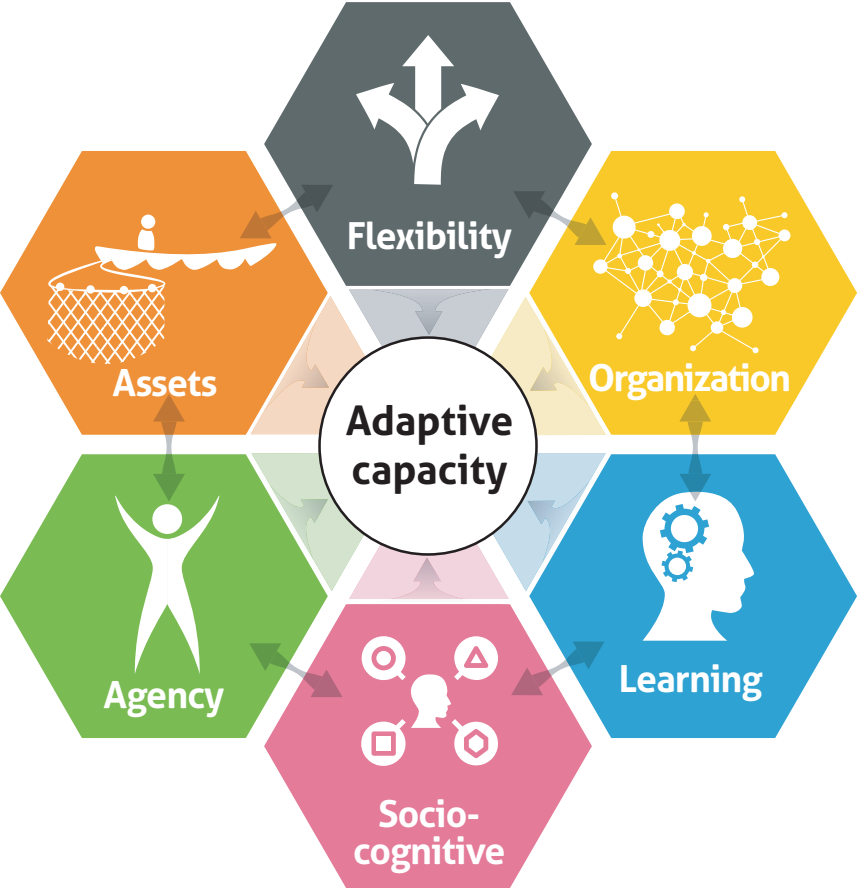 Flexibility
Assets
Organization
Adaptive
capacity
Agency
Learning
Socio-
cognitive